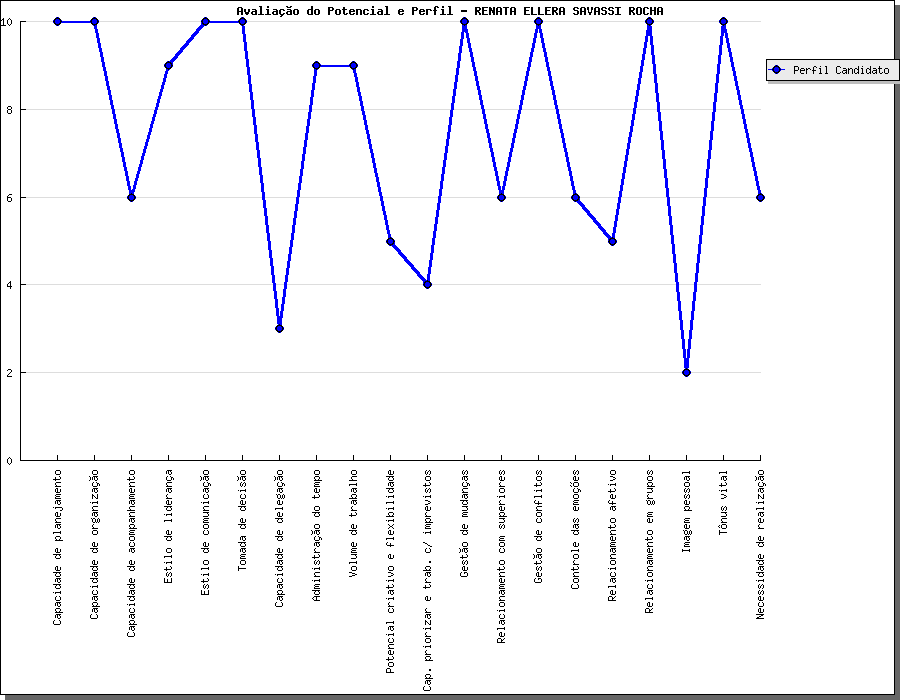 Avaliação do Potencial e Perfil - RENATA ELLERA SAVASSI ROCHA
10
8
6
4
2
0
Perfil Candidato
Capacidade de planejamento
Capacidade de organização
Capacidade de acompanhamento
Estilo de liderança
Estilo de comunicação
Tomada de decisão
Capacidade de delegação
Administração do tempo
Volume de trabalho
Potencial criativo e flexibilidade
Cap. priorizar e trab. c/ imprevistos
Gestão de mudanças
Relacionamento com superiores
Gestão de conflitos
Controle das emoções
Relacionamento afetivo
Relacionamento em grupos
Imagem pessoal
Tônus vital
Necessidade de realização